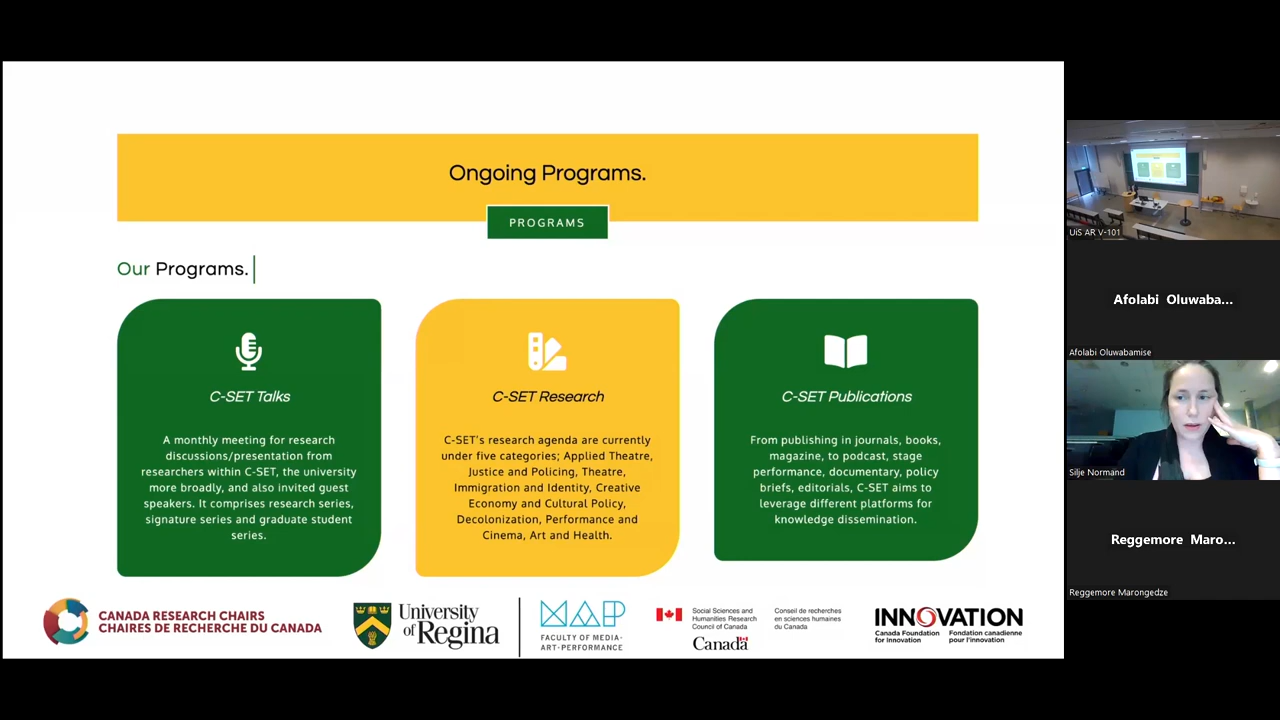 Ongoing Programs.
PROGRAMS
Our Programs.
C-SET Talks
A monthly meeting for research
discussions/presentation from
researchers within C-SET, the university
more broadly, and also invited guest
speakers. It comprises research series,
signature series and graduate student
series.
C-SET Research
C-SET's research agenda are currently
under five categories; Applied Theatre,
Justice and Policing, Theatre,
Immigration and Identity, Creative
Economy and Cultural Policy,
Decolonization, Performance and
Cinema, Art and Health.
C-SET Publications
From publishing in journals, books,
magazine, to podcast, stage
performance, documentary, policy
briefs, editorials, C-SET aims to
leverage different platforms for
knowledge dissemination.
CANADA RESEARCH CHAIRS
CHAIRES DE RECHERCHE DU CANADA
University
of Regina
MAP
FACULTY OF MEDIA·
ART·PERFORMANCE
Social Sciences and
Humanities Research
Council of Canada
Conseil de recherches
en sciences humaines
du Canada
Canada
INNOVATION
Canada Foundation
for Innovation
Fondation canadienne
pour l'innovation
UiS AR V-101
Afolabi Oluwaba...
Afolabi Oluwabamise
Silje Normand
Reggemore Maro...
Reggemore Marongedze